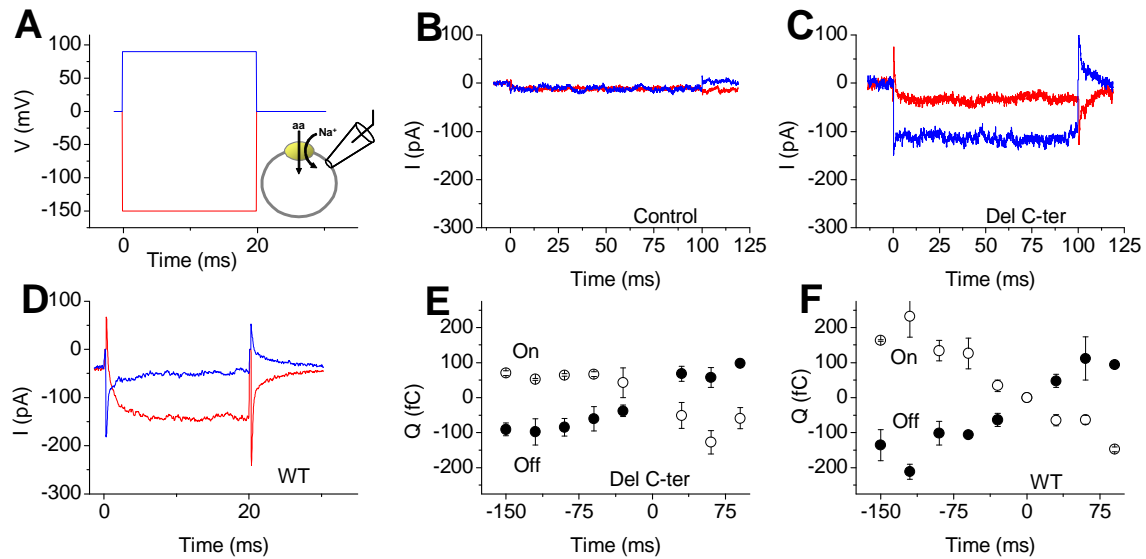 A
V (mV)
100
50
0
-50
-100
-150
0
20
Time (ms)
aa
Na⁺
B
I (pA)
100
0
-100
-200
-300
0
25
50
75
100
125
Control
Time (ms)
C
I (pA)
100
0
-100
-200
-300
0
25
50
75
100
125
Del C-ter
Time (ms)
D
I (pA)
100
0
-100
-200
-300
0
20
WT
Time (ms)
E
Q (fC)
200
100
0
-100
-200
-150
-75
0
75
On
Off
Del C-ter
Time (ms)
F
Q (fC)
200
100
0
-100
-200
-150
-75
0
75
On
Off
WT
Time (ms)